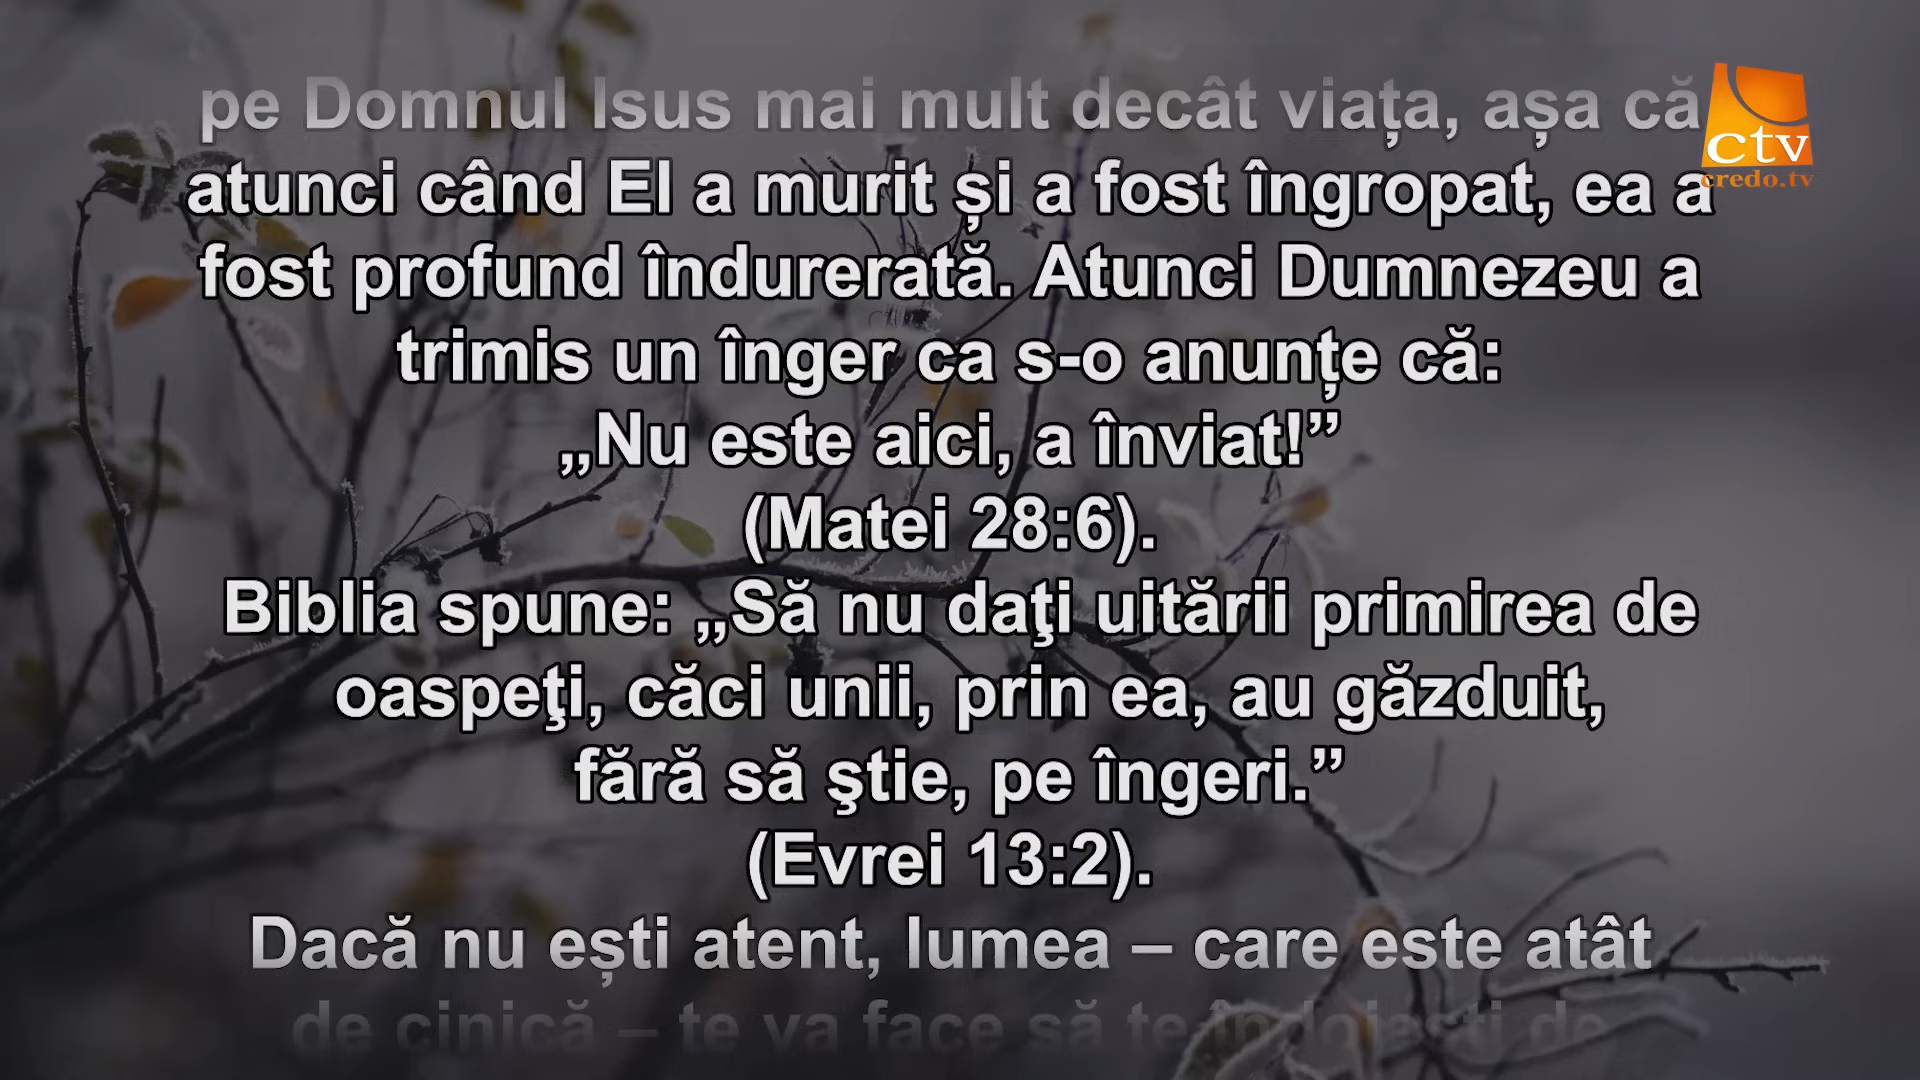 pe Domnul Isus mai mult decât viața, așa că
atunci când El a murit și a fost îngropat, ea a
fost profund îndurerată. Atunci Dumnezeu a
trimis un înger ca s-o anunțe că:
„Nu este aici, a înviat!”
(Matei 28:6).
Biblia spune: „Să nu daţi uitării primirea de
oaspeţi, căci unii, prin ea, au găzduit,
fără să ştie, pe îngeri.”
(Evrei 13:2).
Dacă nu ești atent, lumea – care este atât
de cinică – te va face să te îndoiești de
ctv
credo.tv